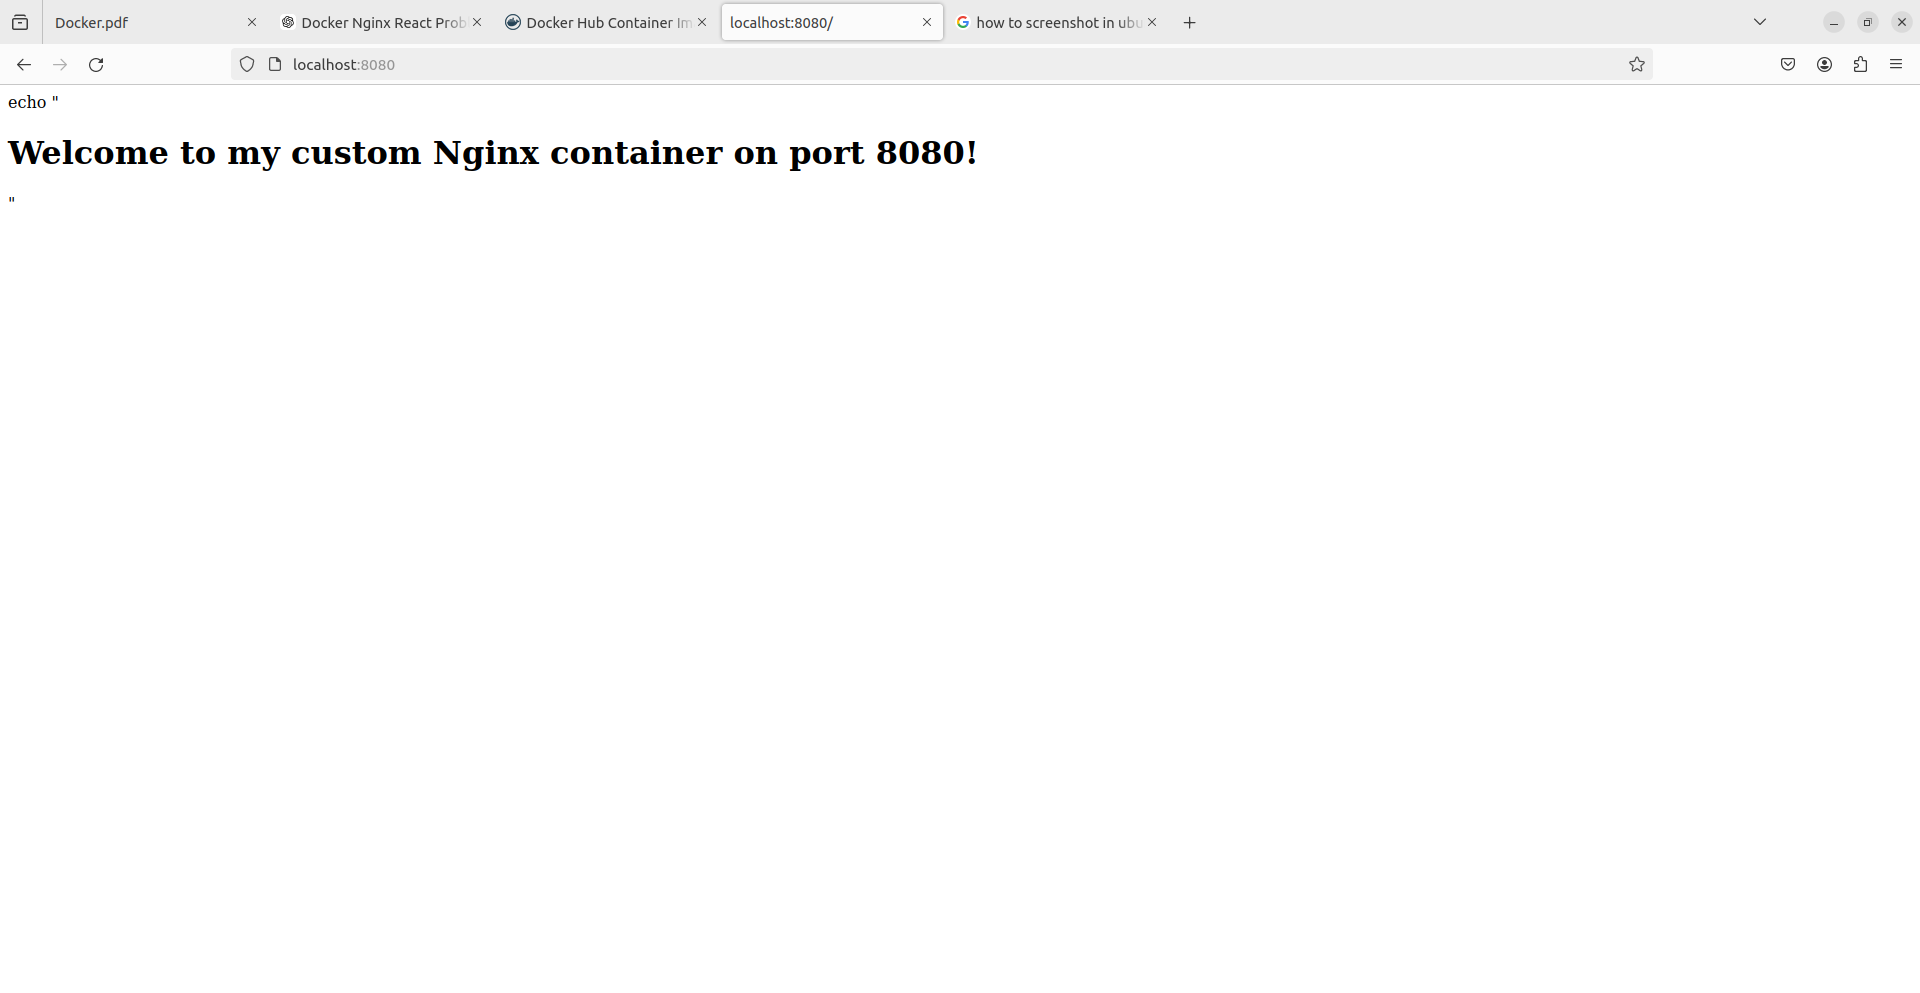 Docker.pdf
Docker Nginx React Prob
Docker Hub Container Im
localhost:8080/
how to screenshot in ubu
localhost:8080
echo "
Welcome to my custom Nginx container on port 8080!
"